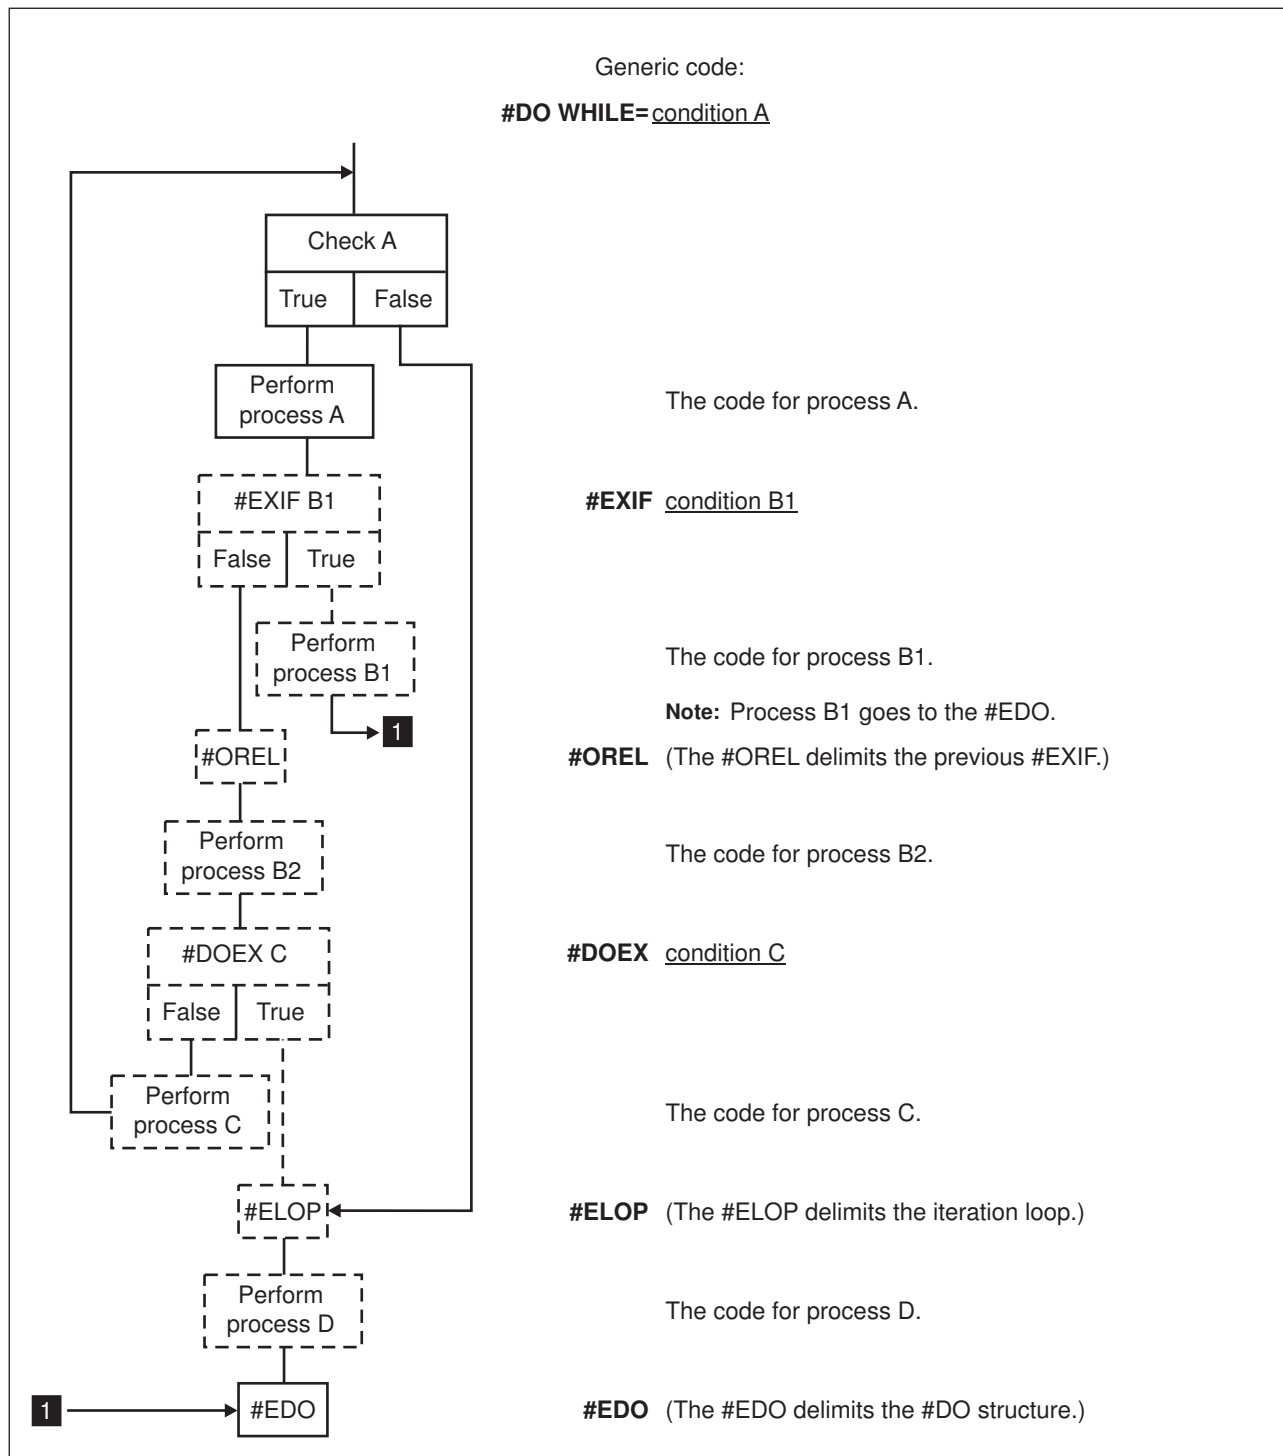 Generic code:
#DO WHILE= condition A
Check A
True False
Perform
process A
The code for process A.
#EXIF B1
#EXIF condition B1
False True
Perform
process B1
The code for process B1.
Note: Process B1 goes to the #EDO.
1
#OREL
#OREL (The #OREL delimits the previous #EXIF.)
Perform
process B2
The code for process B2.
#DOEX C
#DOEX condition C
False True
Perform
process C
The code for process C.
#ELOP
#ELOP (The #ELOP delimits the iteration loop.)
Perform
process D
The code for process D.
1
#EDO
#EDO (The #EDO delimits the #DO structure.)